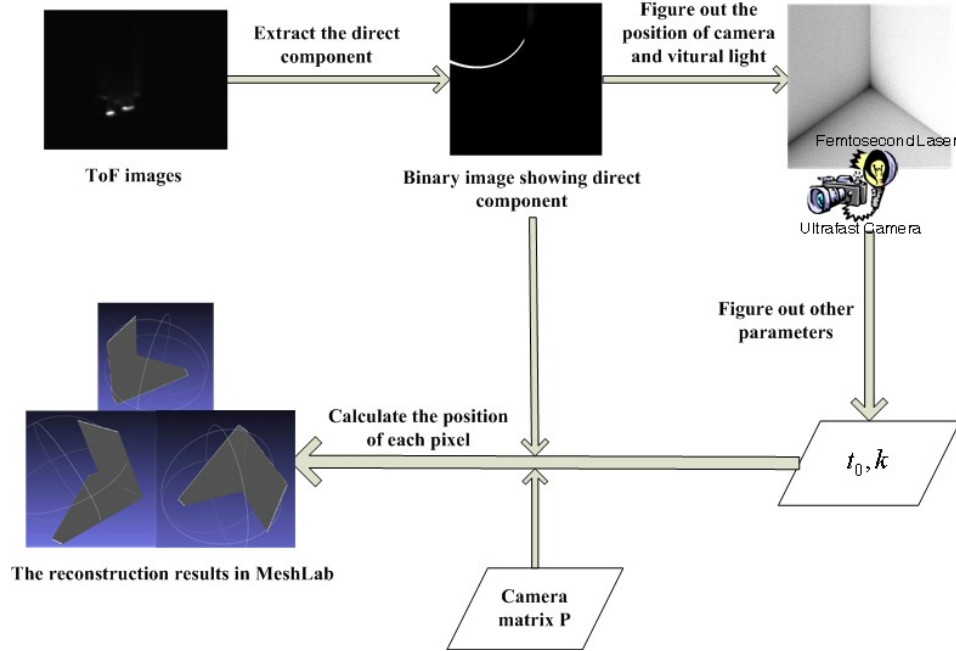 Extract the direct
component
Figure out the
position of camera
and vitural light
ToF images
Binary image showing direct
component
Femtosecond Laser
Ultrafast Camera
Figure out other
parameters
Calculate the position
of each pixel
t₀, k
The reconstruction results in MeshLab
Camera
matrix P